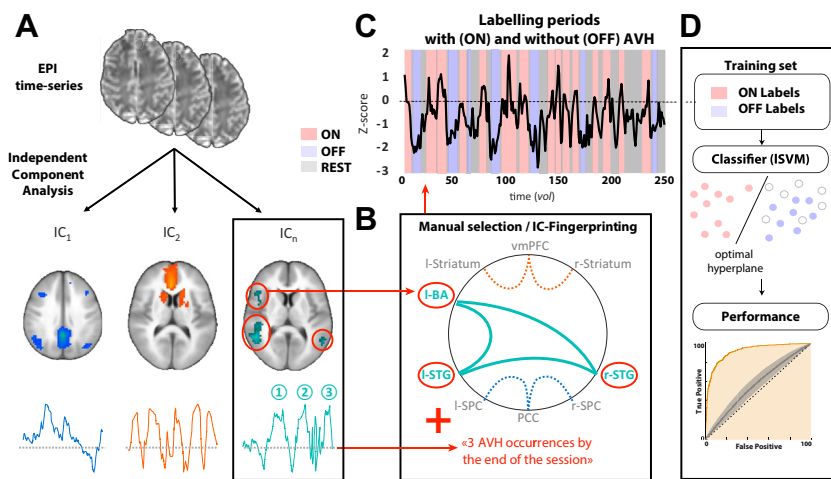 A
EPI
time-series
Independent
Component
Analysis
IC1
IC2
ICn
① ② ③
C
Labelling periods
with (ON) and without (OFF) AVH
ON
OFF
REST
Z-score
2
1
0
-1
-2
-3
0 50 100 150 200 250
time (vol)
B
Manual selection / IC-Fingerprinting
vmPFC
l-Striatum r-Striatum
l-BA
l-STG r-STG
l-SPC r-SPC
PCC
+
«3 AVH occurrences by
the end of the session»
D
Training set
ON Labels
OFF Labels
Classifier (lSVM)
optimal
hyperplane
Performance
True Positive
100
0
0 100
False Positive